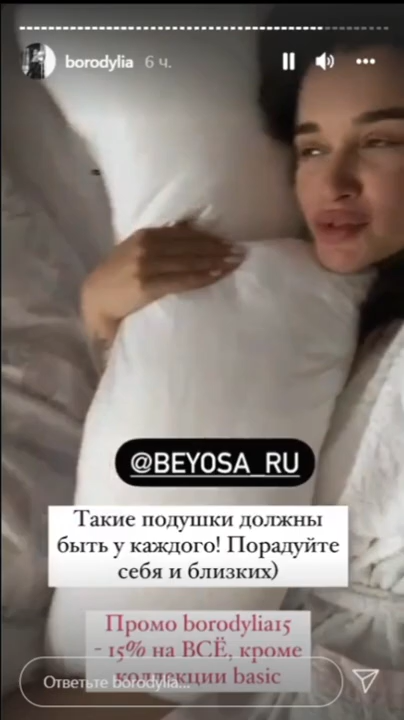 borodylia 6 ч.
@BEYOSA_RU
Такие подушки должны
быть у каждого! Порадуйте
себя и близких)
Промо borodylia15
- 15% на ВСЁ, кроме
коллекции basic
Ответьте borodylia...